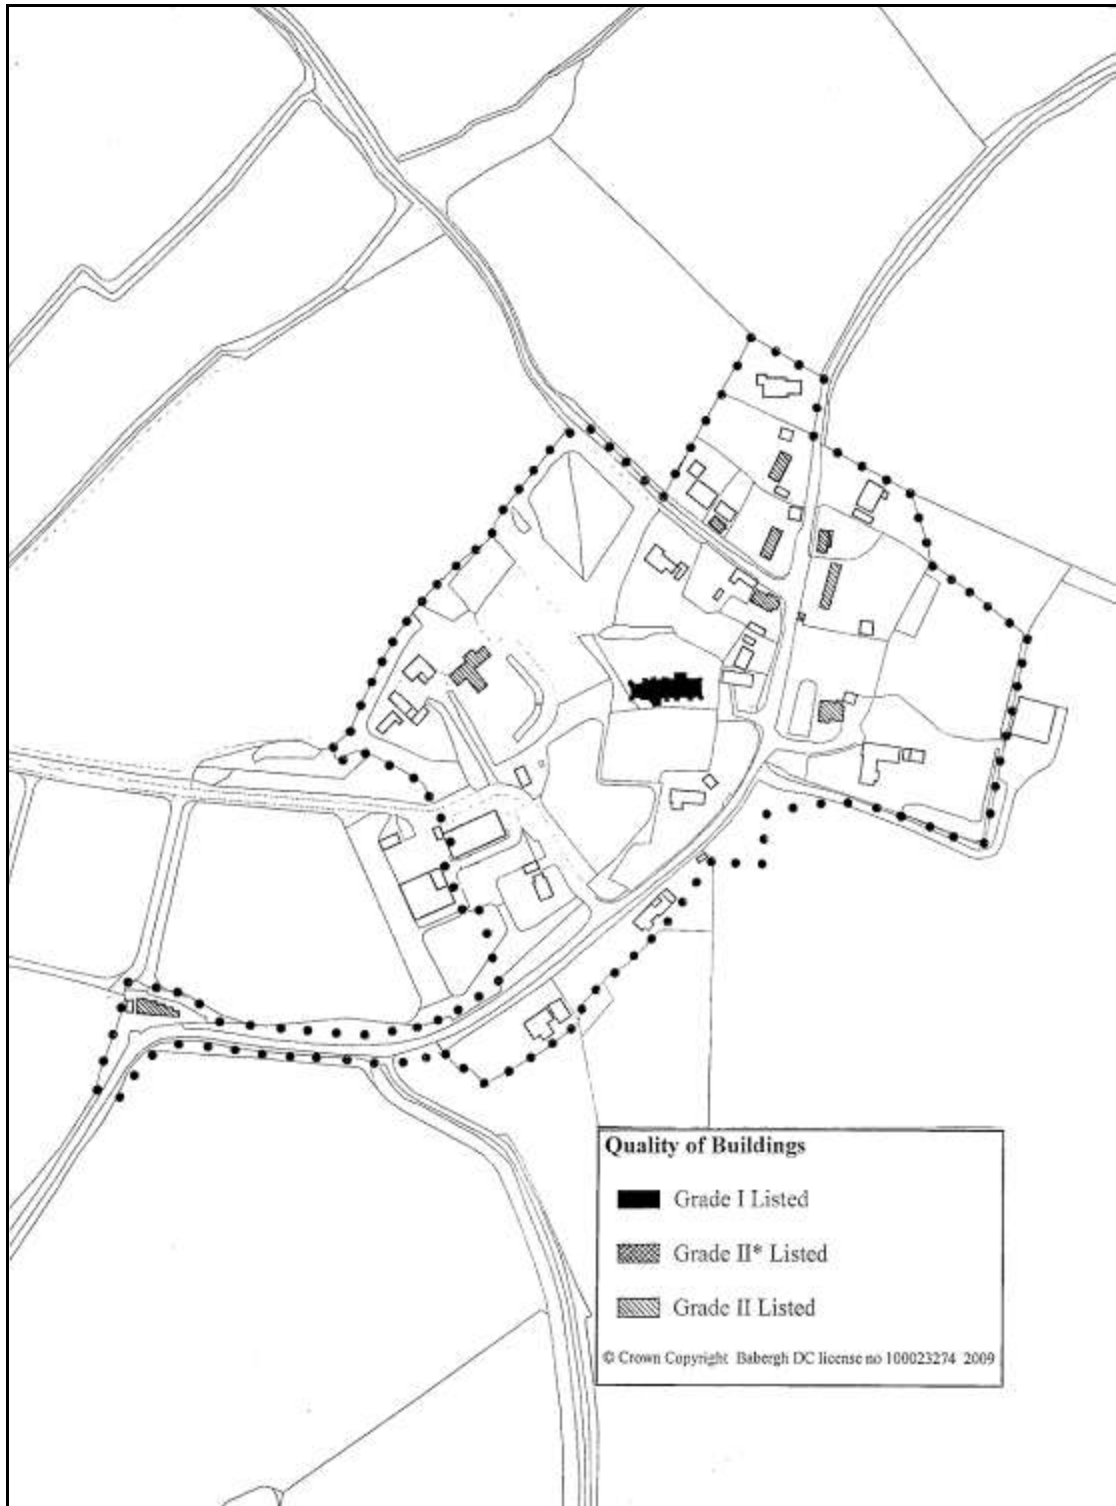 Quality of Buildings
Grade I Listed
Grade II* Listed
Grade II Listed
© Crown Copyright Babergh DC license no 100023274 2009